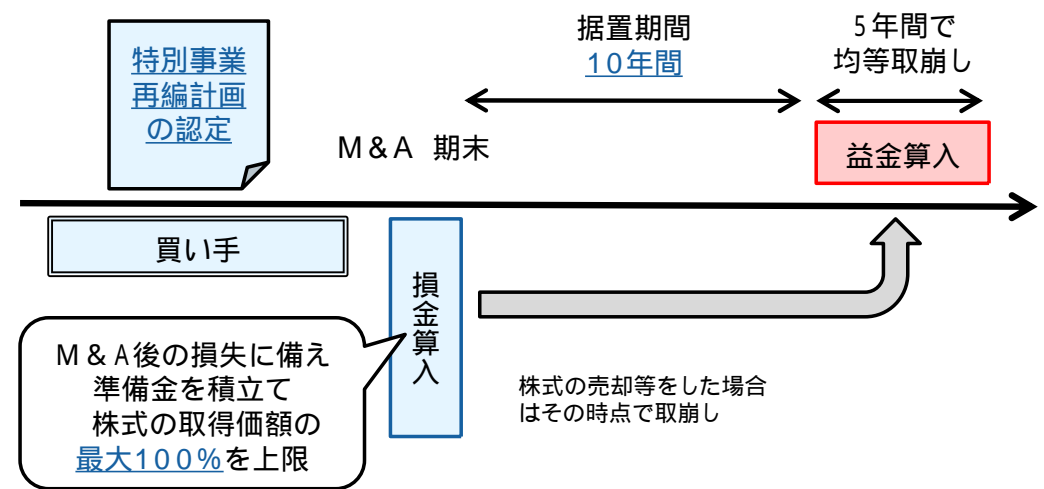 特別事業
再編計画
の認定
M&A 期末
据置期間
10年間
5年間で
均等取崩し
益金算入
買い手
損金算入
M&A後の損失に備え
準備金を積立て
株式の取得価額の
最大100%を上限
株式の売却等をした場合
はその時点で取崩し